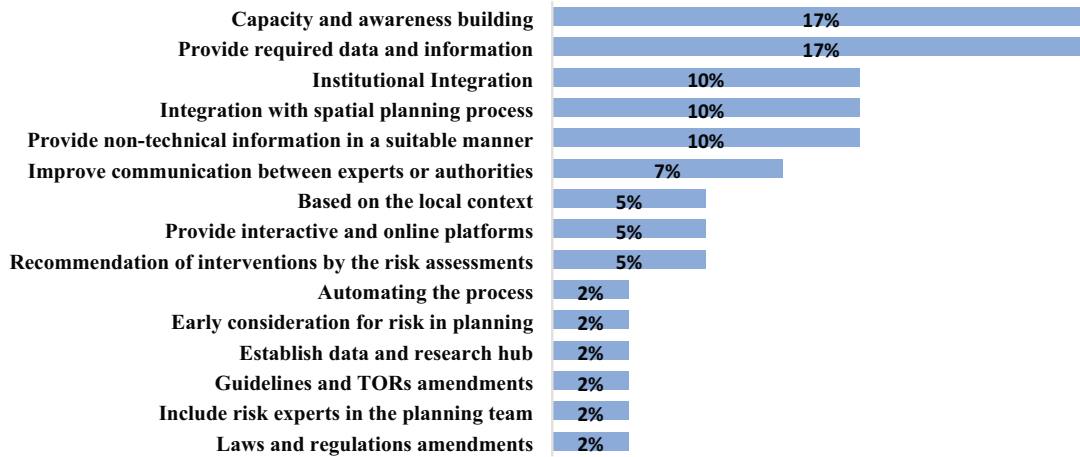 Capacity and awareness building 17%
Provide required data and information 17%
Institutional Integration 10%
Integration with spatial planning process 10%
Provide non-technical information in a suitable manner 10%
Improve communication between experts or authorities 7%
Based on the local context 5%
Provide interactive and online platforms 5%
Recommendation of interventions by the risk assessments 5%
Automating the process 2%
Early consideration for risk in planning 2%
Establish data and research hub 2%
Guidelines and TORs amendments 2%
Include risk experts in the planning team 2%
Laws and regulations amendments 2%